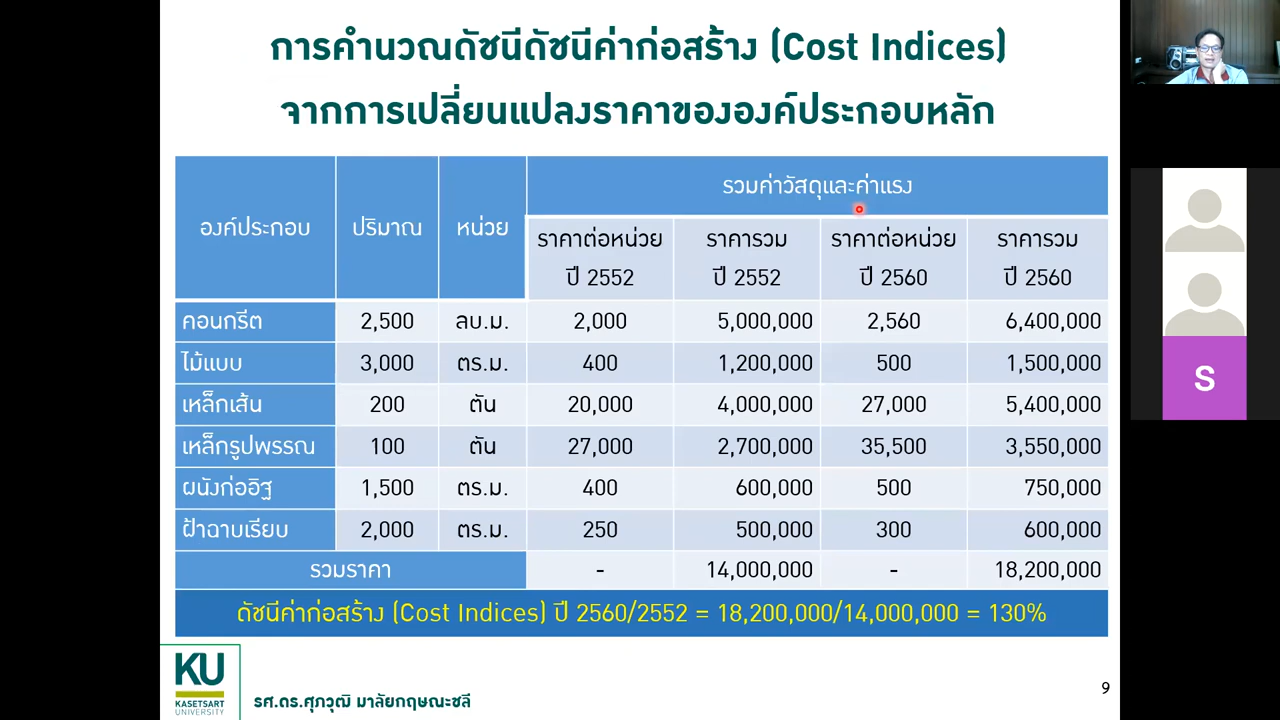 การคำนวณดัชนีดัชนีค่าก่อสร้าง (Cost Indices)
จากการเปลี่ยนแปลงราคาขององค์ประกอบหลัก
องค์ประกอบ ปริมาณ หน่วย รวมค่าวัสดุและค่าแรง
ราคาต่อหน่วย ราคารวม ราคาต่อหน่วย ราคารวม
ปี 2552 ปี 2552 ปี 2560 ปี 2560
คอนกรีต 2,500 ลบ.ม. 2,000 5,000,000 2,560 6,400,000
ไม้แบบ 3,000 ตร.ม. 400 1,200,000 500 1,500,000
เหล็กเส้น 200 ตัน 20,000 4,000,000 27,000 5,400,000
เหล็กรูปพรรณ 100 ตัน 27,000 2,700,000 35,500 3,550,000
ผนังก่ออิฐ 1,500 ตร.ม. 400 600,000 500 750,000
ฝ้าฉาบเรียบ 2,000 ตร.ม. 250 500,000 300 600,000
รวมราคา - 14,000,000 - 18,200,000
ดัชนีค่าก่อสร้าง (Cost Indices) ปี 2560/2552 = 18,200,000/14,000,000 = 130%
KU
KASETSART
UNIVERSITY
รศ.ดร.ศุภวุฒิ มาลัยกฤษณะชลี
9
S